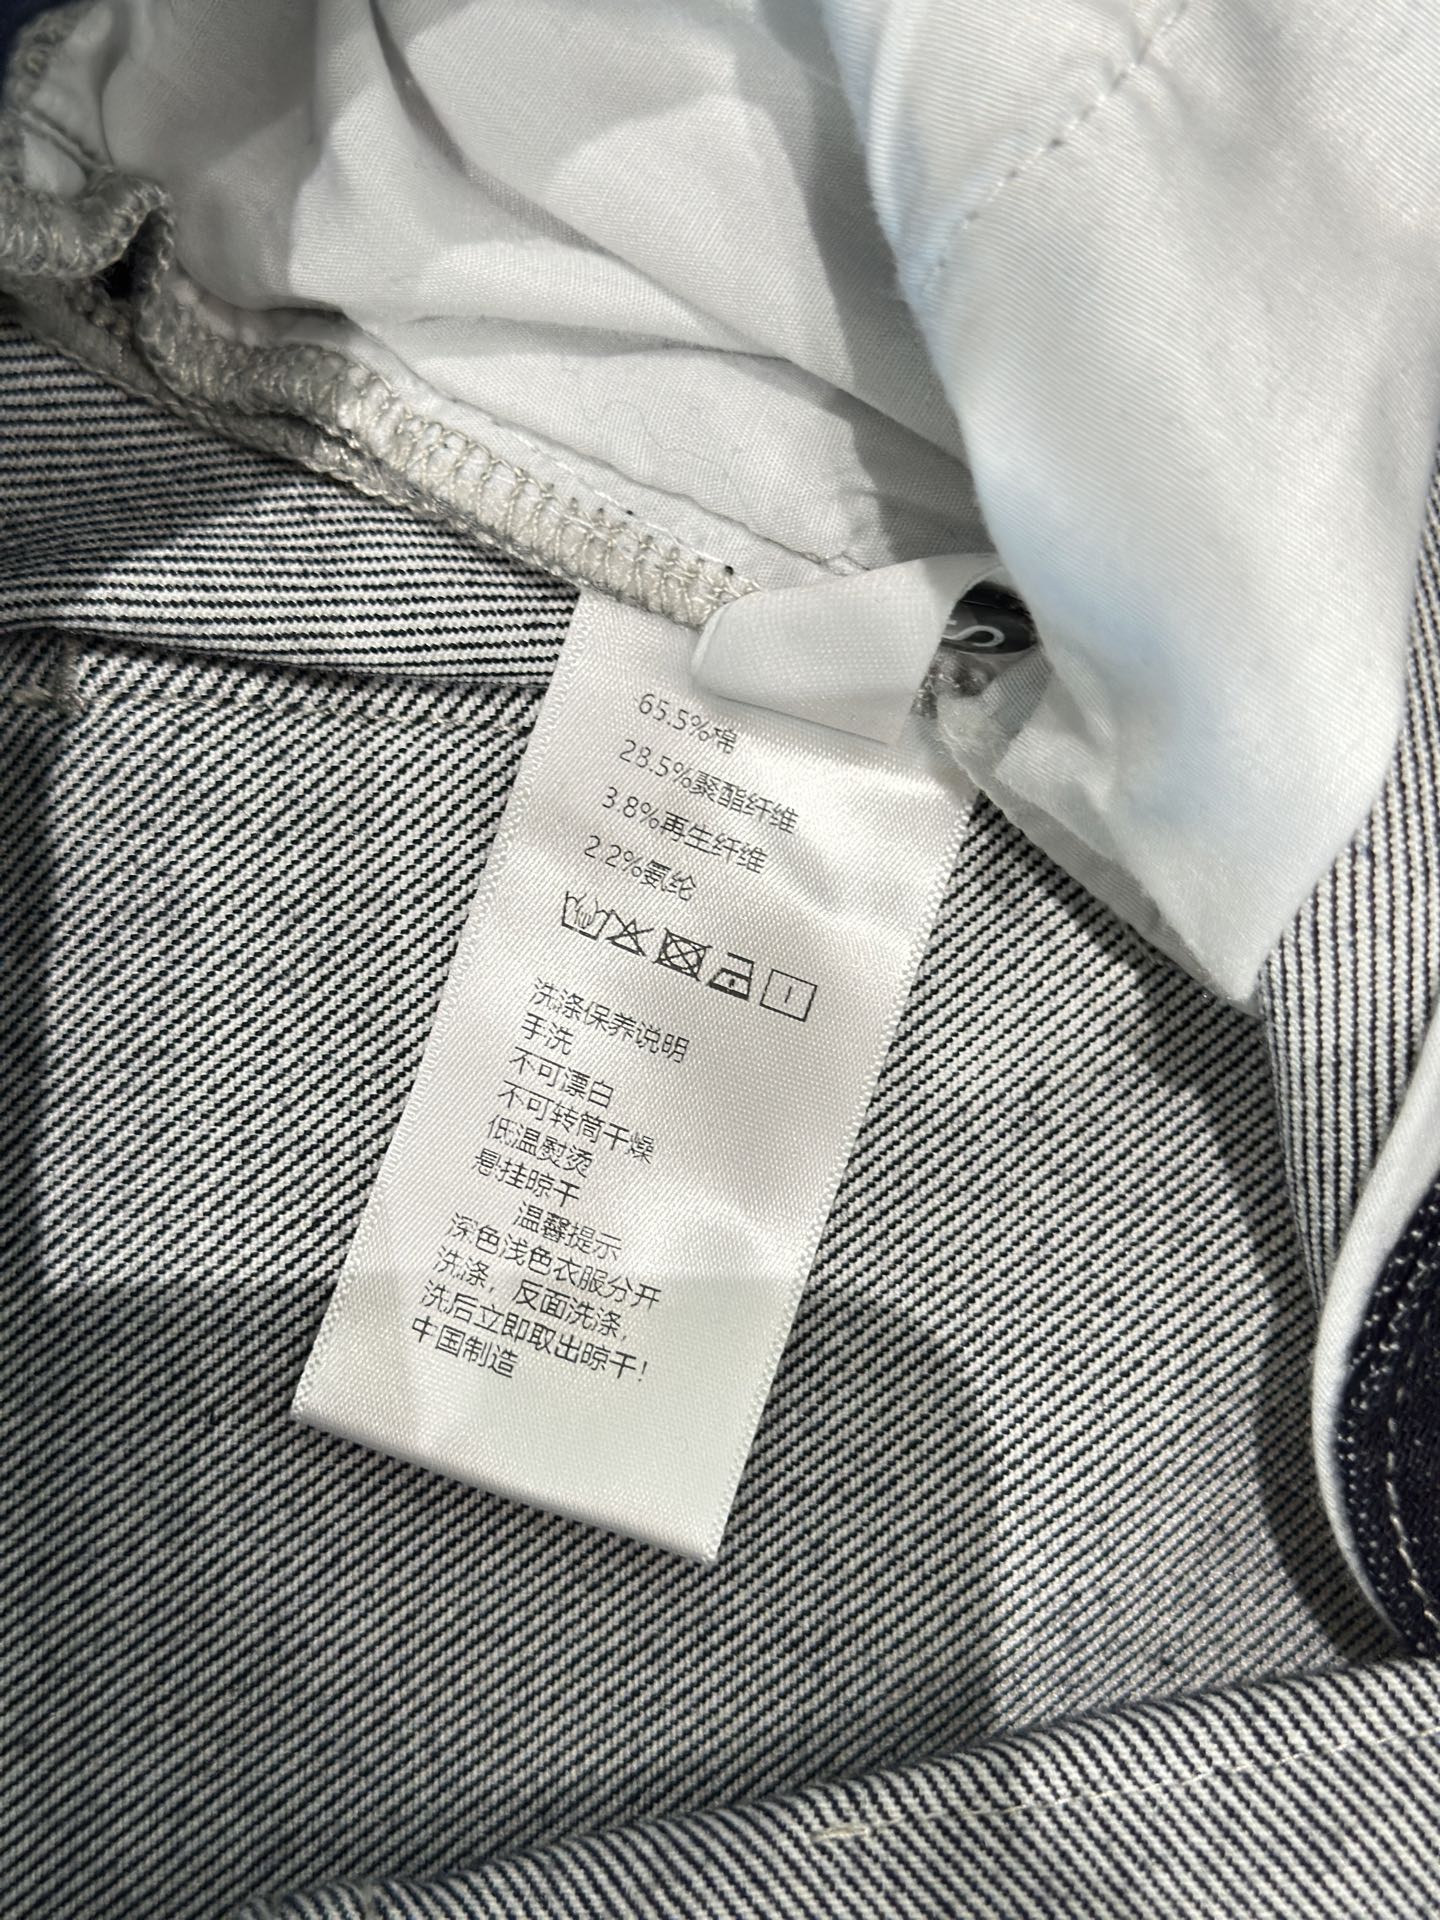 65.5%棉
28.5%聚酯纤维
3.8%再生纤维
2.2%氨纶
洗涤保养说明
手洗
不可漂白
不可转筒干燥
低温熨烫
悬挂晾干
温馨提示
深色浅色衣服分开
洗涤，反面洗涤，
洗后立即取出晾干！
中国制造